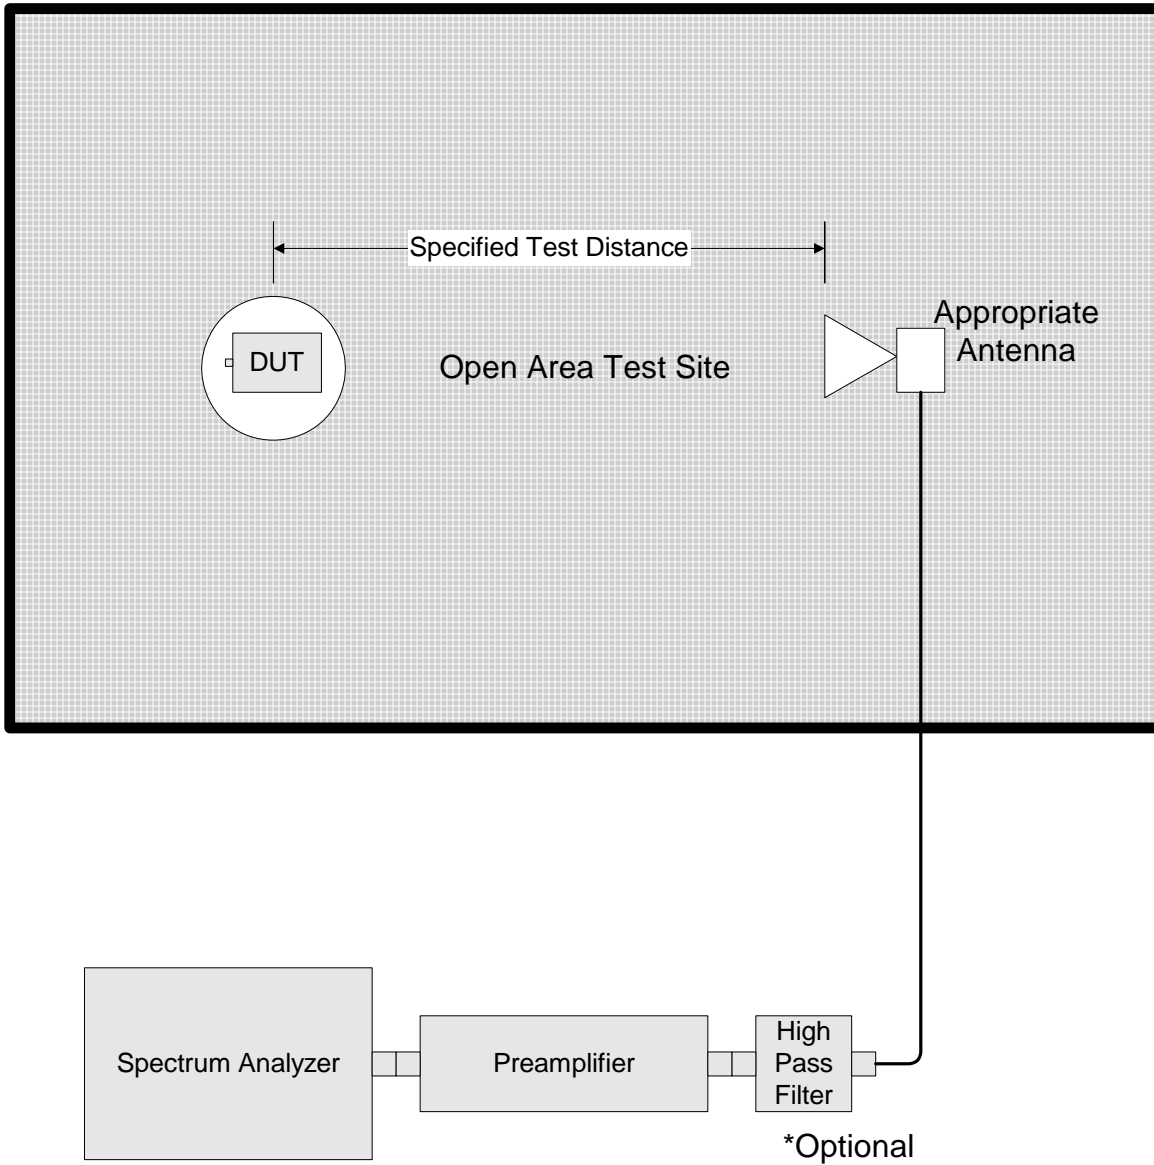 Specified Test Distance
Appropriate
Antenna
DUT
Open Area Test Site
Spectrum Analyzer
Preamplifier
High
Pass
Filter
*Optional